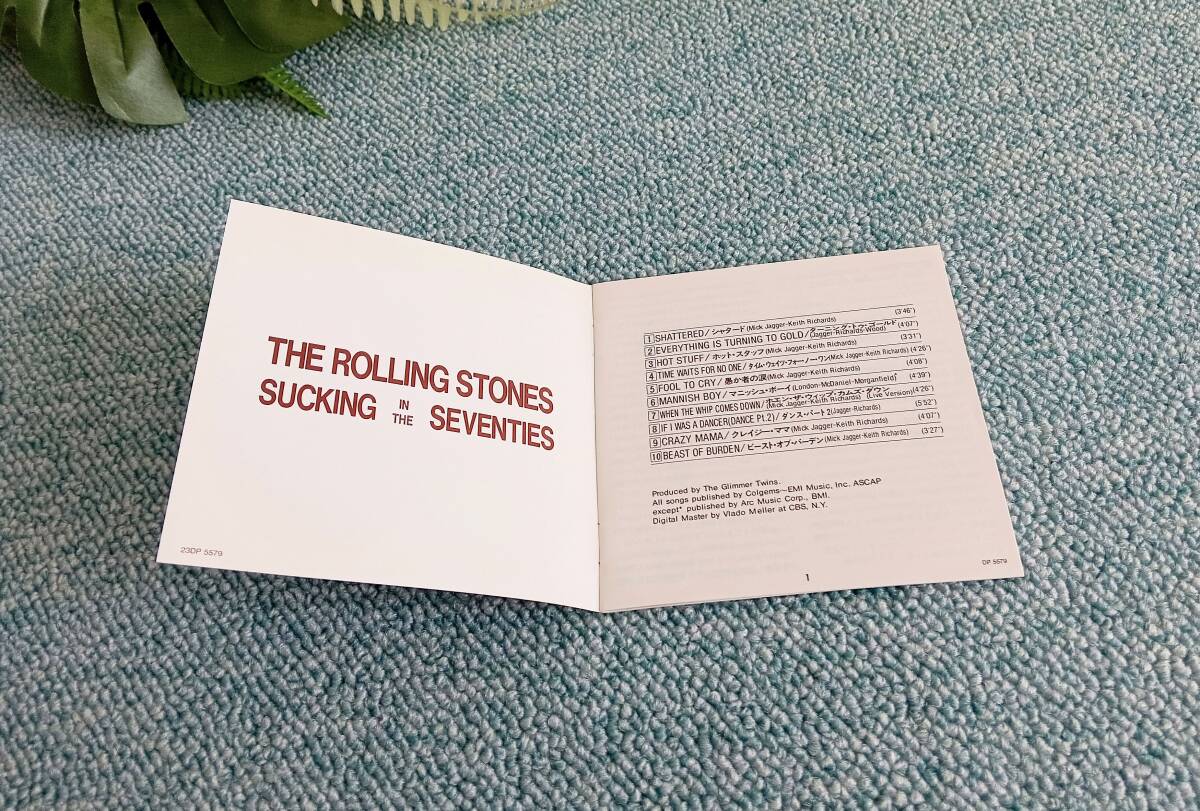 THE ROLLING STONES
SUCKING IN THE SEVENTIES
23DP 5579
1 SHATTERED/シャタード(Mick Jagger-Keith Richards) (3'46")
2 EVERYTHING IS TURNING TO GOLD/ターニング・トゥ・ゴールド(Jagger-Richards-Wood) (4'07")
3 HOT STUFF/ホット・スタッフ(Mick Jagger-Keith Richards) (3'31")
4 TIME WAITS FOR NO ONE/タイム・ウェイツ・フォー・ノー・ワン(Mick Jagger-Keith Richards) (4'26")
5 FOOL TO CRY/愚か者の涙(Mick Jagger-Keith Richards) (4'08")
6 MANNISH BOY/マニッシュ・ボーイ(London-McDaniel-Morganfield)* (4'39")
7 WHEN THE WHIP COMES DOWN/ホエン・ザ・ウィップ・カムズ・ダウン(Mick Jagger-Keith Richards) (Live Version) (4'26")
8 IF I WAS A DANCER(DANCE Pt.2)/ダンス・パート2(Jagger-Richards) (5'52")
9 CRAZY MAMA/クレイジー・ママ(Mick Jagger-Keith Richards) (4'07")
10 BEAST OF BURDEN/ビースト・オブ・バーデン(Mick Jagger-Keith Richards) (3'27")
Produced by The Glimmer Twins.
All songs published by Colgems—EMI Music, Inc. ASCAP
except* published by Arc Music Corp., BMI.
Digital Master by Vlado Meller at CBS, N.Y.
1
DP 5579